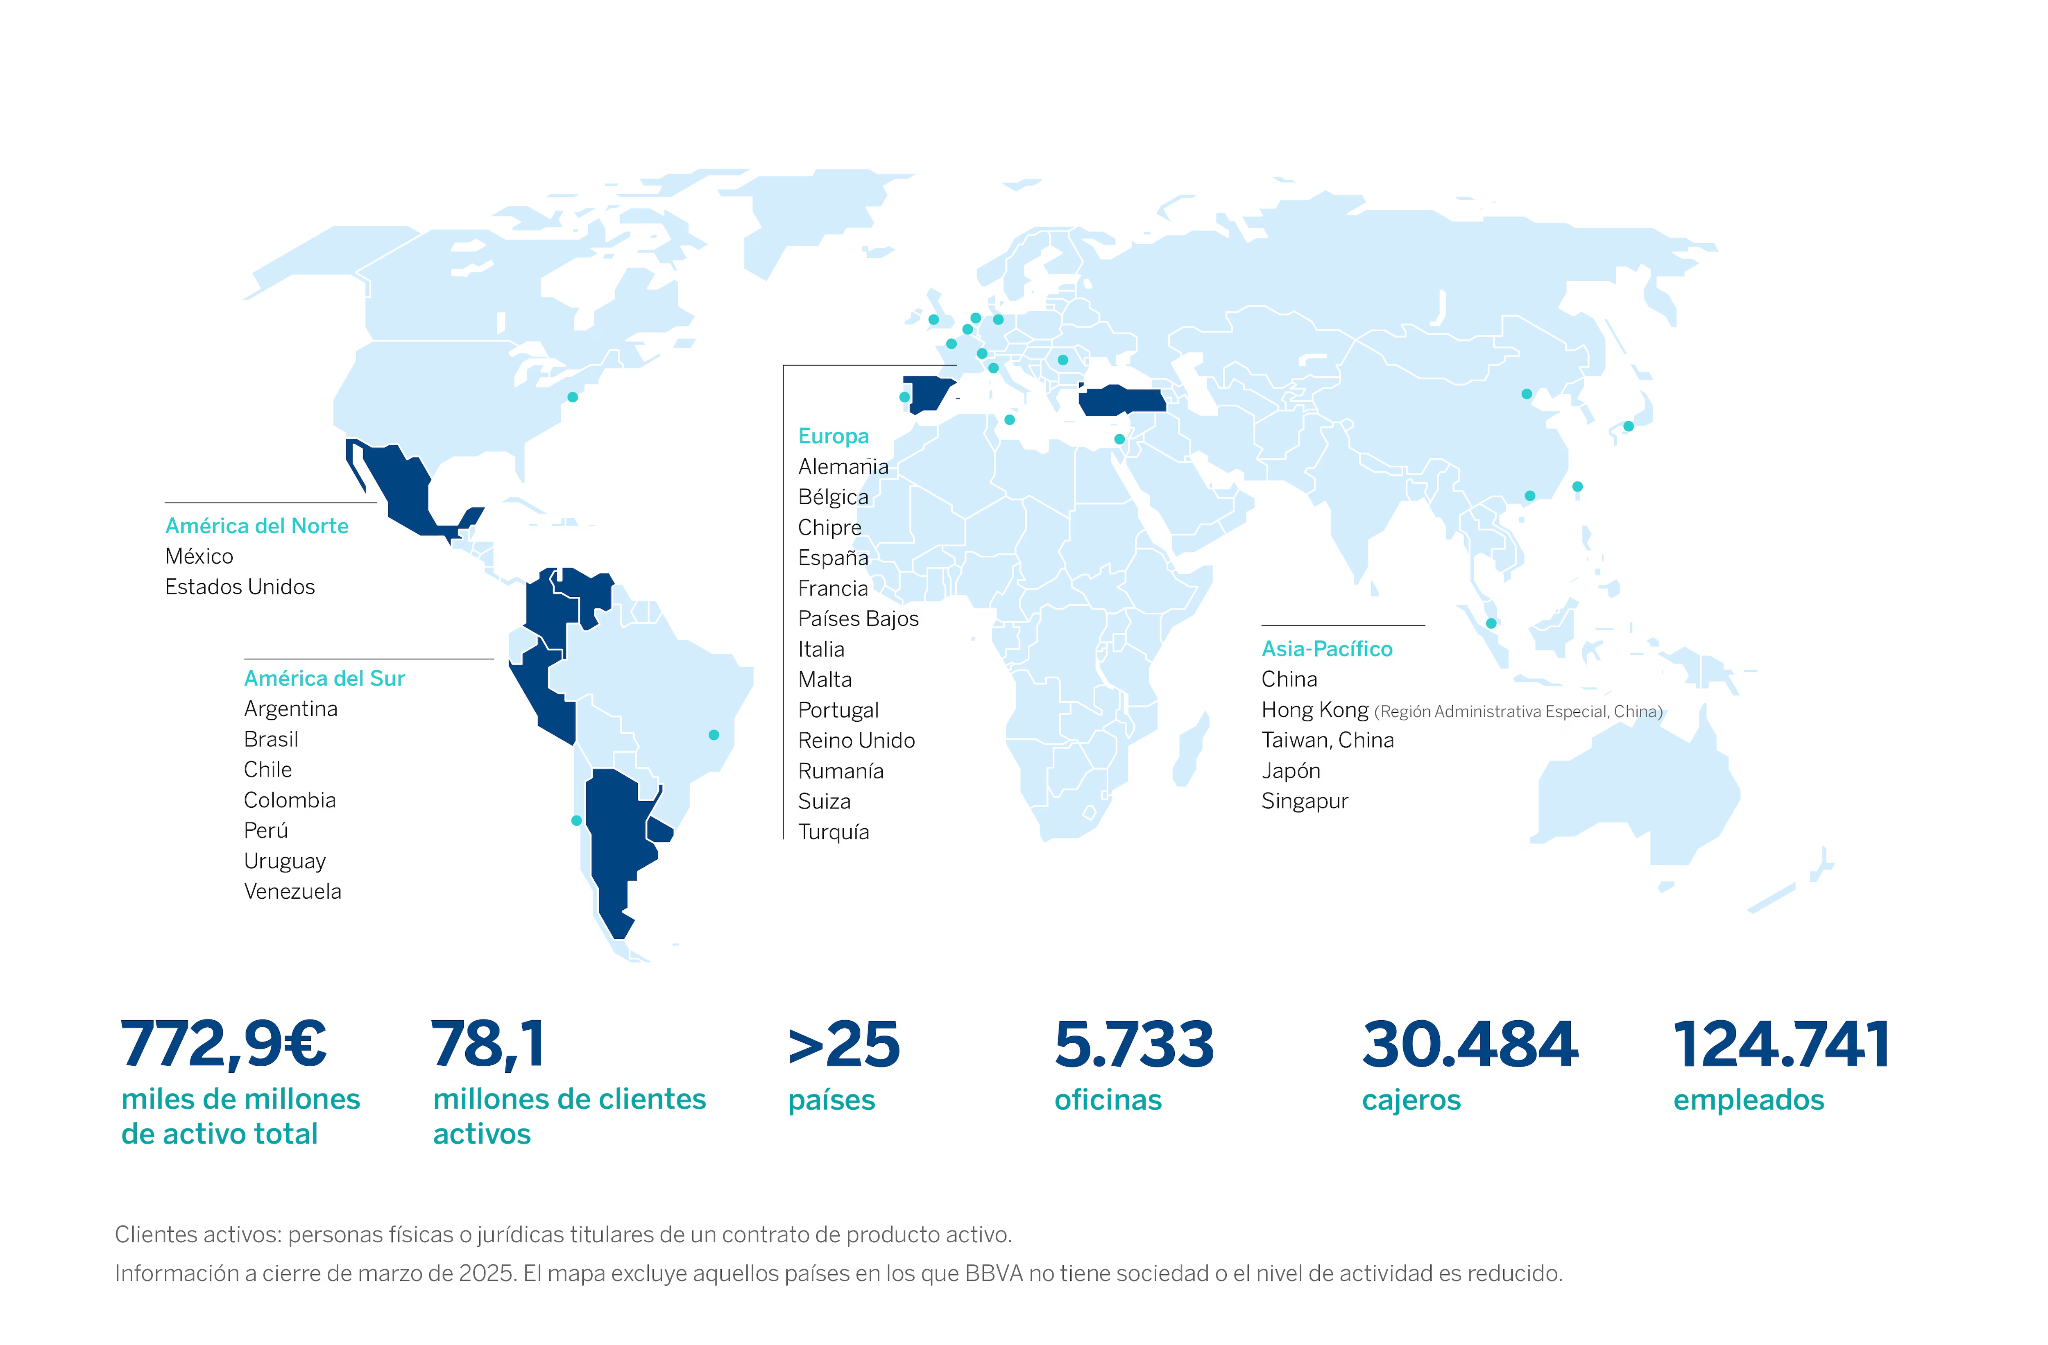 América del Norte
México
Estados Unidos
América del Sur
Argentina
Brasil
Chile
Colombia
Perú
Uruguay
Venezuela
Europa
Alemania
Bélgica
Chipre
España
Francia
Países Bajos
Italia
Malta
Portugal
Reino Unido
Rumanía
Suiza
Turquía
Asia-Pacífico
China
Hong Kong (Región Administrativa Especial, China)
Taiwan, China
Japón
Singapur
772,9€
miles de millones
de activo total
78,1
millones de clientes
activos
>25
países
5.733
oficinas
30.484
cajeros
124.741
empleados
Clientes activos: personas físicas o jurídicas titulares de un contrato de producto activo.
Información a cierre de marzo de 2025. El mapa excluye aquellos países en los que BBVA no tiene sociedad o el nivel de actividad es reducido.